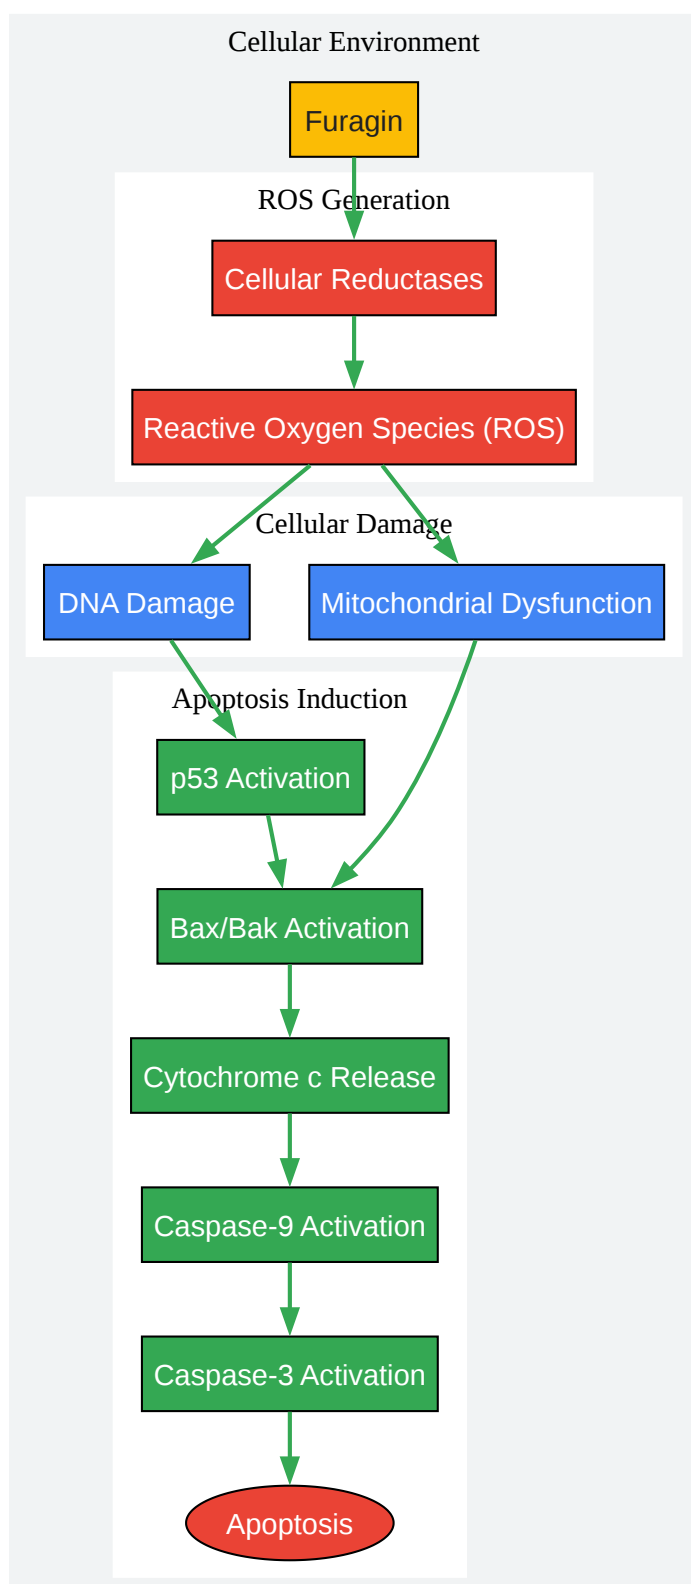 Cellular Environment
Furagin
ROS Generation
Cellular Reductases
Reactive Oxygen Species (ROS)
Cellular Damage
DNA Damage
Mitochondrial Dysfunction
Apoptosis Induction
p53 Activation
Bax/Bak Activation
Cytochrome c Release
Caspase-9 Activation
Caspase-3 Activation
Apoptosis